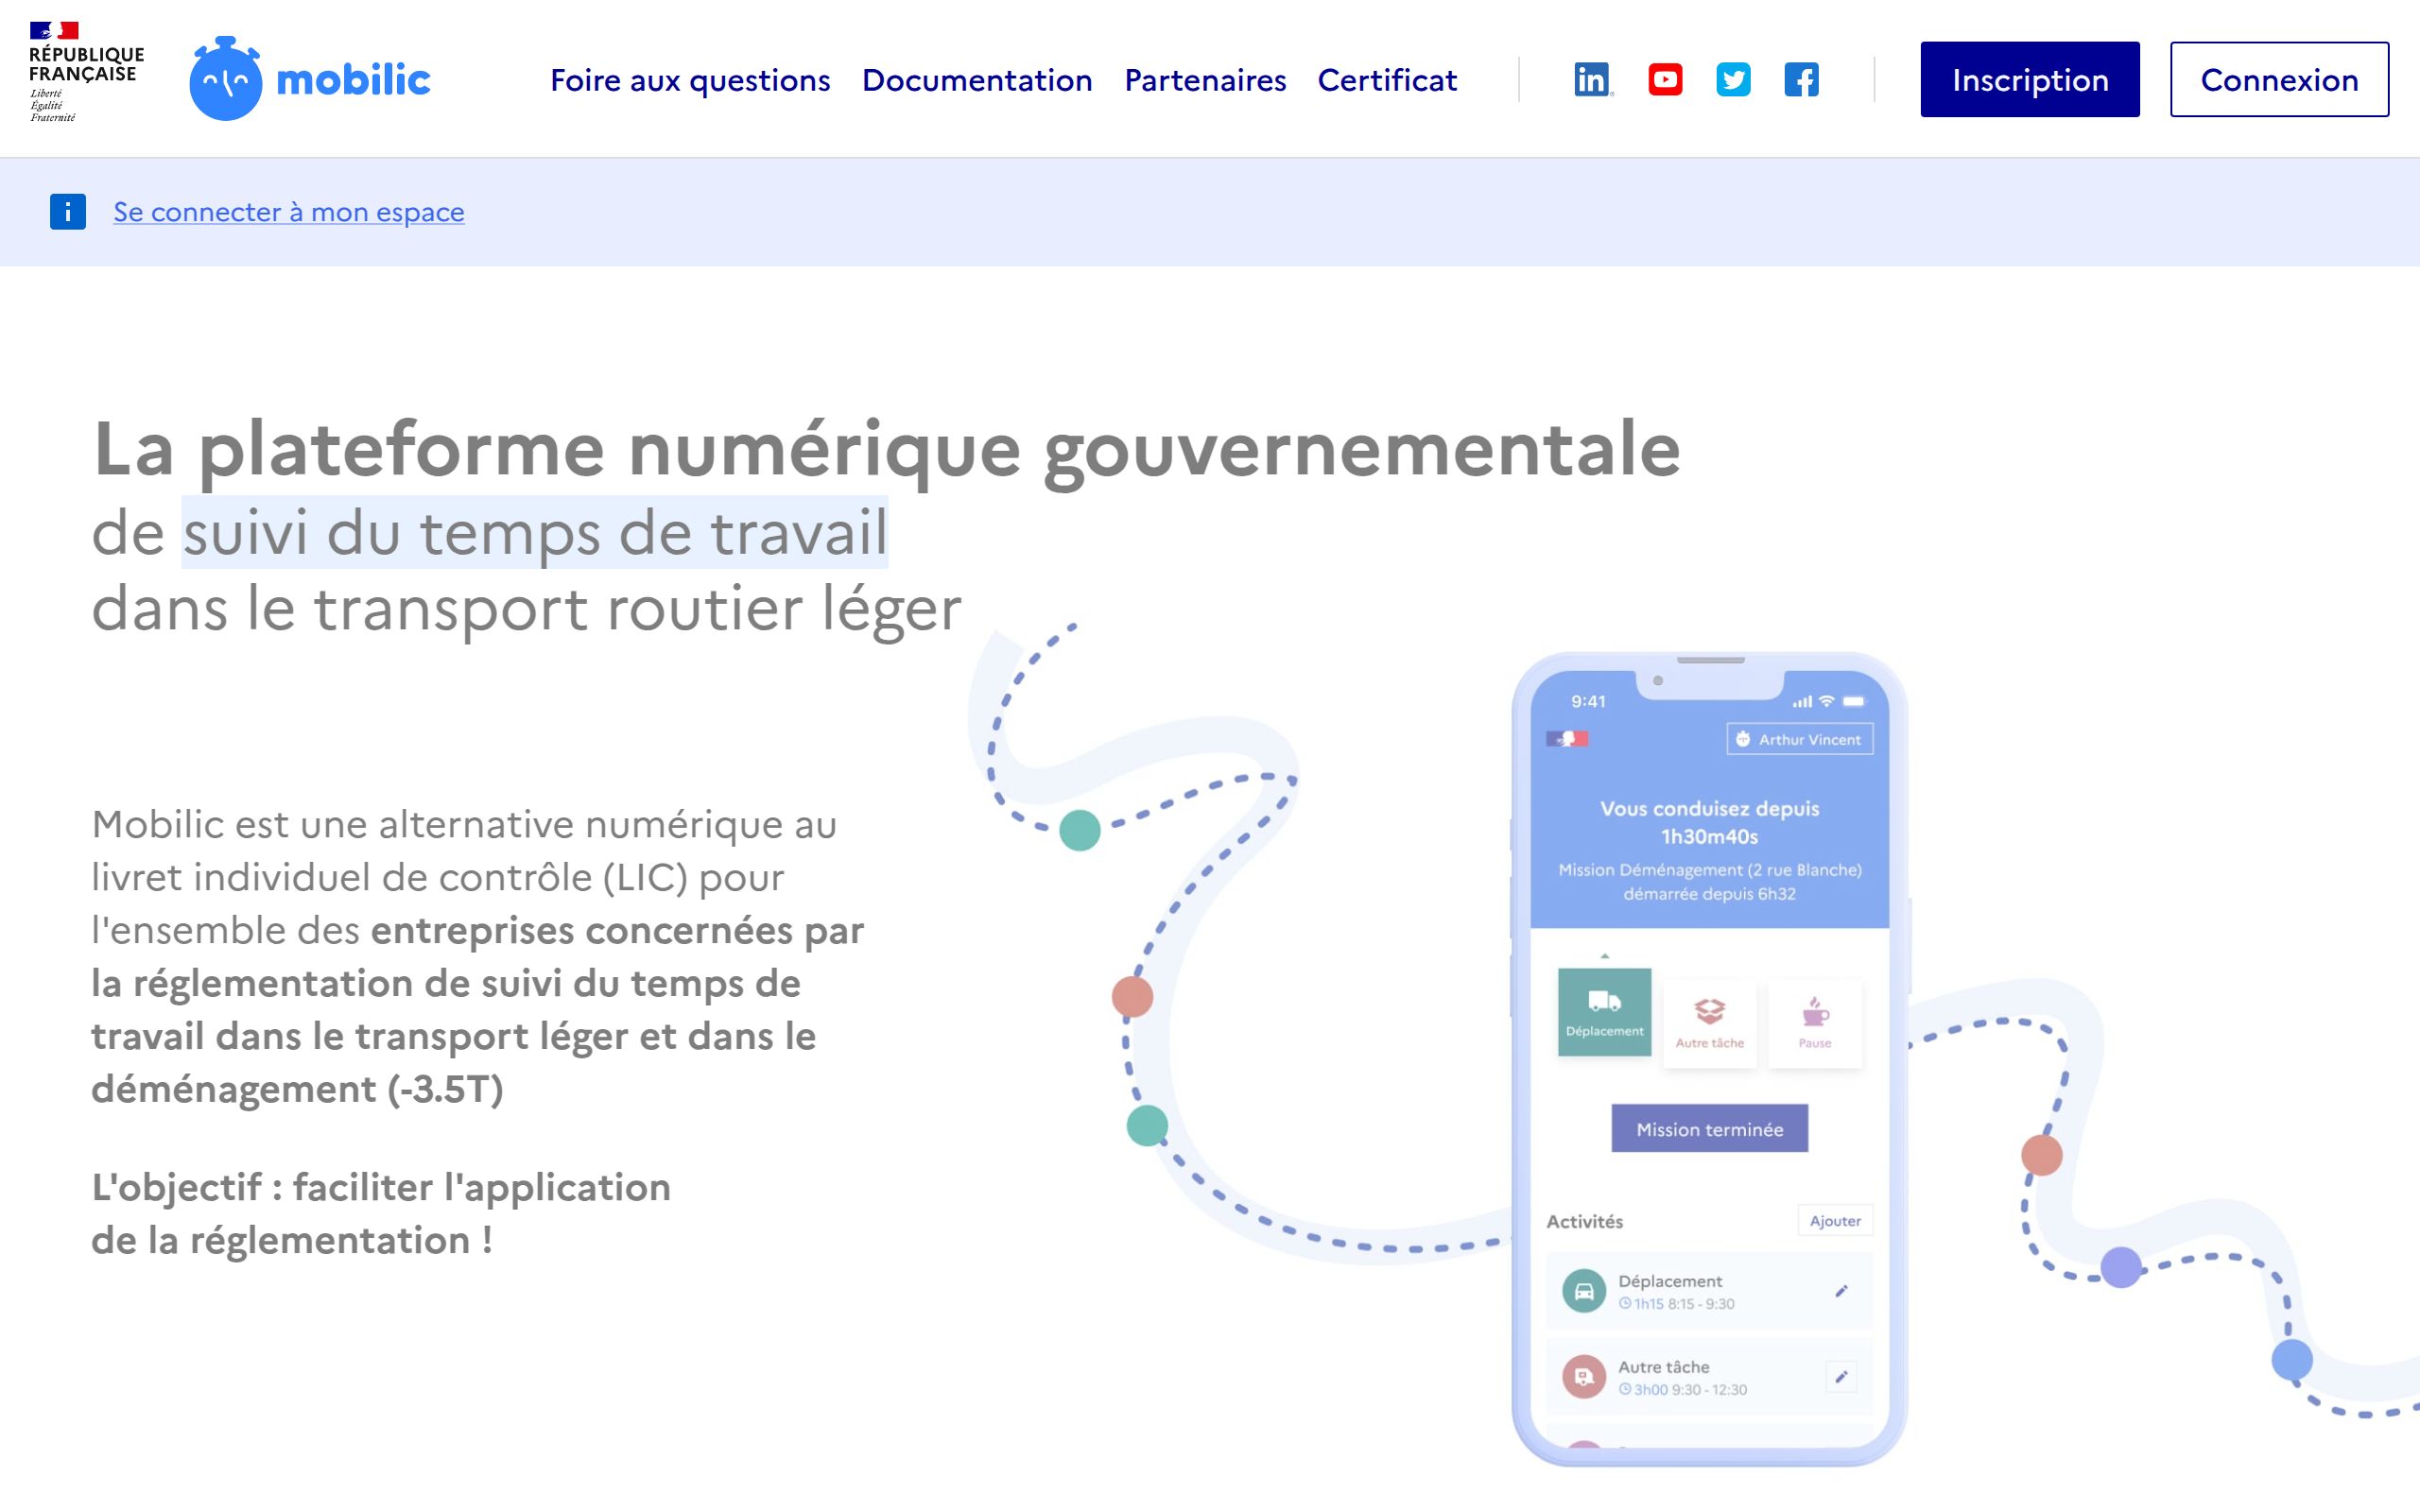 RÉPUBLIQUE
FRANÇAISE
Liberté
Égalité
Fraternité
mobilic
Foire aux questions Documentation Partenaires Certificat
Inscription Connexion
Se connecter à mon espace
La plateforme numérique gouvernementale
de suivi du temps de travail
dans le transport routier léger
Mobilic est une alternative numérique au
livret individuel de contrôle (LIC) pour
l'ensemble des entreprises concernées par
la réglementation de suivi du temps de
travail dans le transport léger et dans le
déménagement (-3.5T)
L'objectif : faciliter l'application
de la réglementation !
9:41
Arthur Vincent
Vous conduisez depuis
1h30m40s
Mission Déménagement (2 rue Blanche)
démarrée depuis 6h32
Déplacement
Autre tâche
Pause
Mission terminée
Activités
Ajouter
Déplacement
1h15 8:15 - 9:30
Autre tâche
3h00 9:30 - 12:30